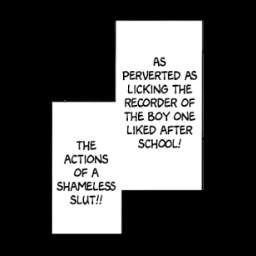 AS
PERVERTED AS
LICKING THE
RECORDER OF
THE BOY ONE
LIKED AFTER
SCHOOL!
THE
ACTIONS
OF A
SHAMELESS
SLUT!!